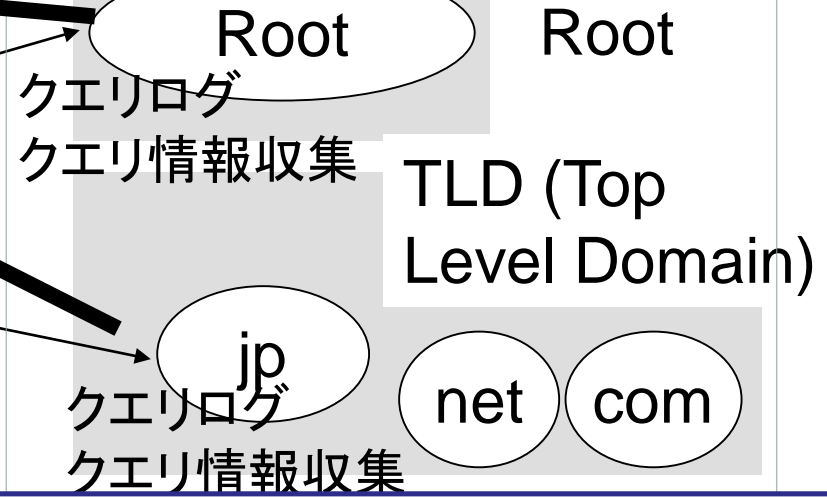 Root
Root
クエリログ
クエリ情報収集
TLD (Top
Level Domain)
jp
net
com
クエリログ
クエリ情報収集